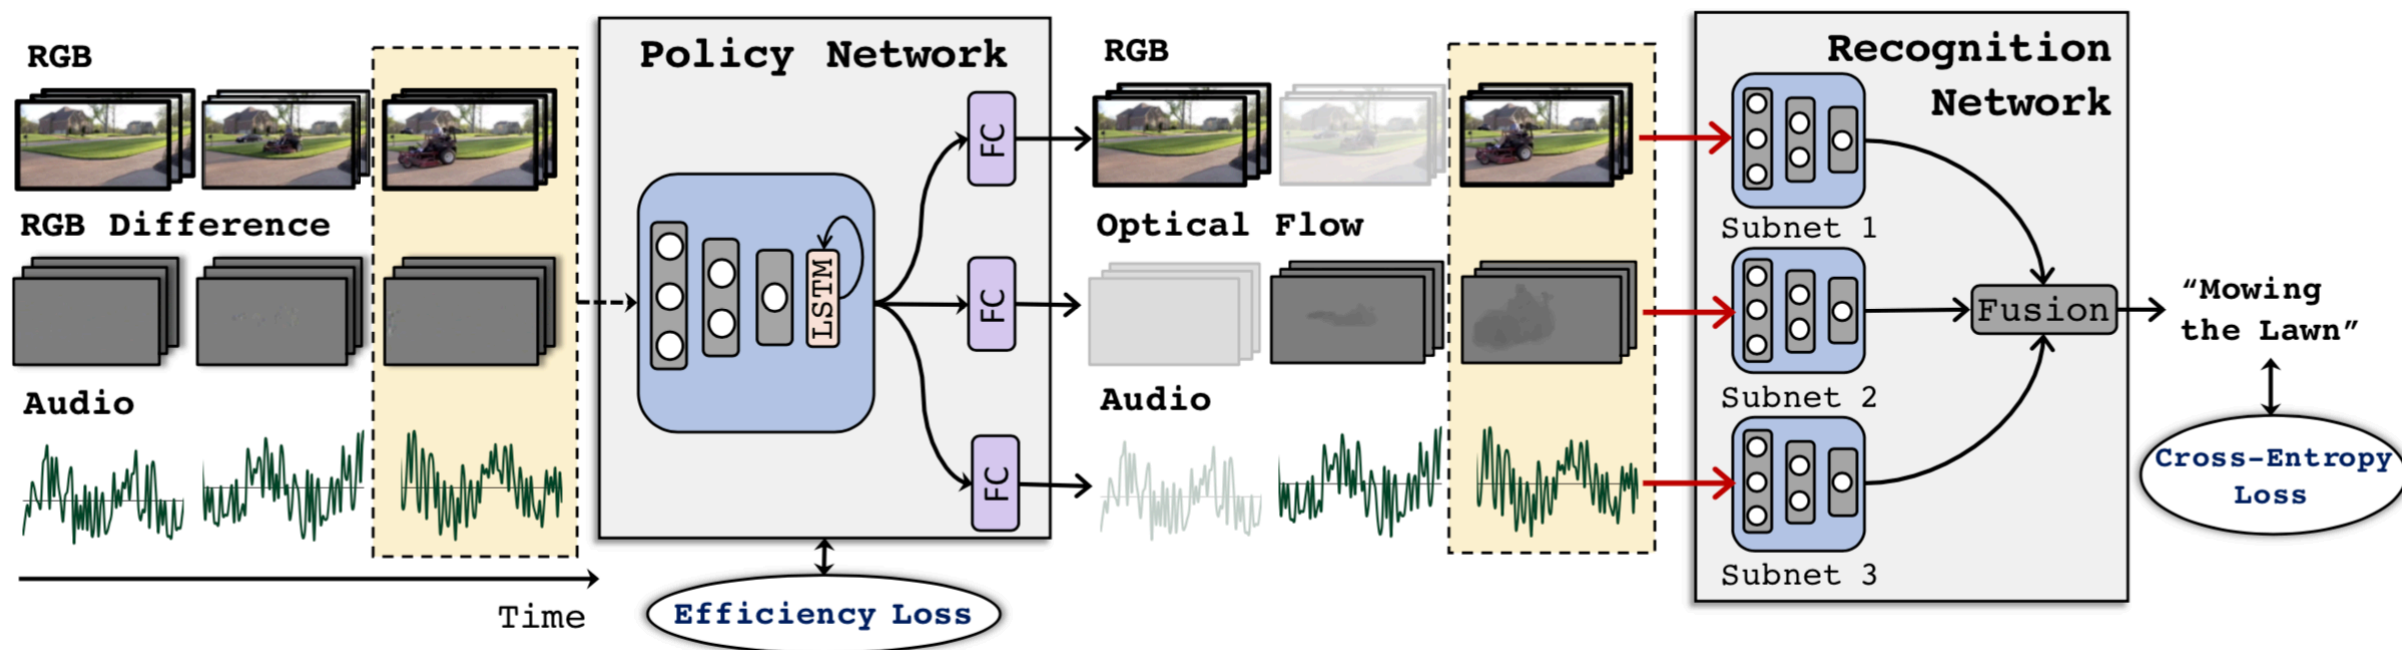 RGB
RGB Difference
Audio
Time
Policy Network
LSTM
FC
FC
FC
Efficiency Loss
RGB
Optical Flow
Audio
Recognition
Network
Subnet 1
Subnet 2
Subnet 3
Fusion
“Mowing
the Lawn”
Cross-Entropy
Loss